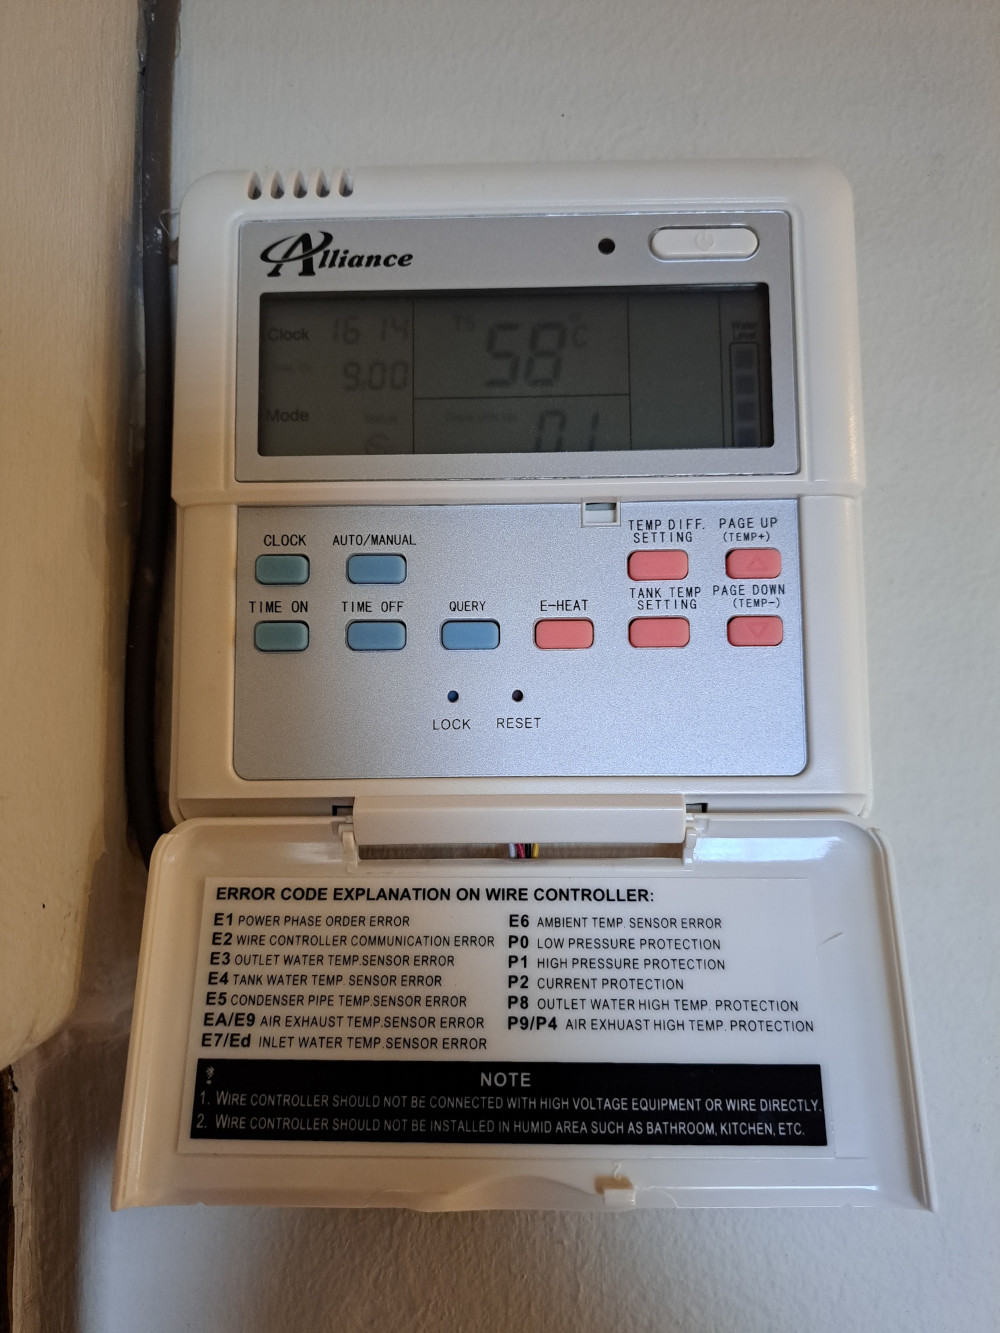 Alliance
Clock 16 14
T5 58 °C
Water Level
9:00
Mode
01
TEMP DIFF. SETTING
PAGE UP (TEMP+)
CLOCK
AUTO/MANUAL
TANK TEMP SETTING
PAGE DOWN (TEMP-)
TIME ON
TIME OFF
QUERY
E-HEAT
LOCK
RESET
ERROR CODE EXPLANATION ON WIRE CONTROLLER:
E1 POWER PHASE ORDER ERROR
E2 WIRE CONTROLLER COMMUNICATION ERROR
E3 OUTLET WATER TEMP.SENSOR ERROR
E4 TANK WATER TEMP. SENSOR ERROR
E5 CONDENSER PIPE TEMP.SENSOR ERROR
EA/E9 AIR EXHAUST TEMP.SENSOR ERROR
E7/Ed INLET WATER TEMP.SENSOR ERROR
E6 AMBIENT TEMP. SENSOR ERROR
P0 LOW PRESSURE PROTECTION
P1 HIGH PRESSURE PROTECTION
P2 CURRENT PROTECTION
P8 OUTLET WATER HIGH TEMP. PROTECTION
P9/P4 AIR EXHUAST HIGH TEMP. PROTECTION
NOTE
1. WIRE CONTROLLER SHOULD NOT BE CONNECTED WITH HIGH VOLTAGE EQUIPMENT OR WIRE DIRECTLY.
2. WIRE CONTROLLER SHOULD NOT BE INSTALLED IN HUMID AREA SUCH AS BATHROOM, KITCHEN, ETC.